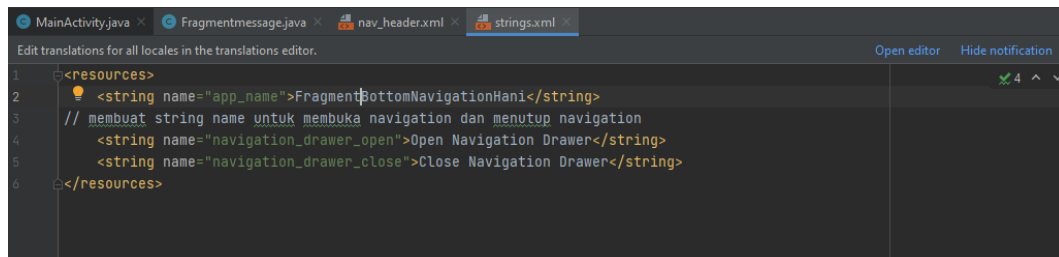 MainActivity.java Fragmentmessage.java nav_header.xml strings.xml
Edit translations for all locales in the translations editor. Open editor Hide notification
1 <resources> 4
2 <string name="app_name">FragmentBottomNavigationHani</string>
3 // membuat string name untuk membuka navigation dan menutup navigation
4 <string name="navigation_drawer_open">Open Navigation Drawer</string>
5 <string name="navigation_drawer_close">Close Navigation Drawer</string>
6 </resources>